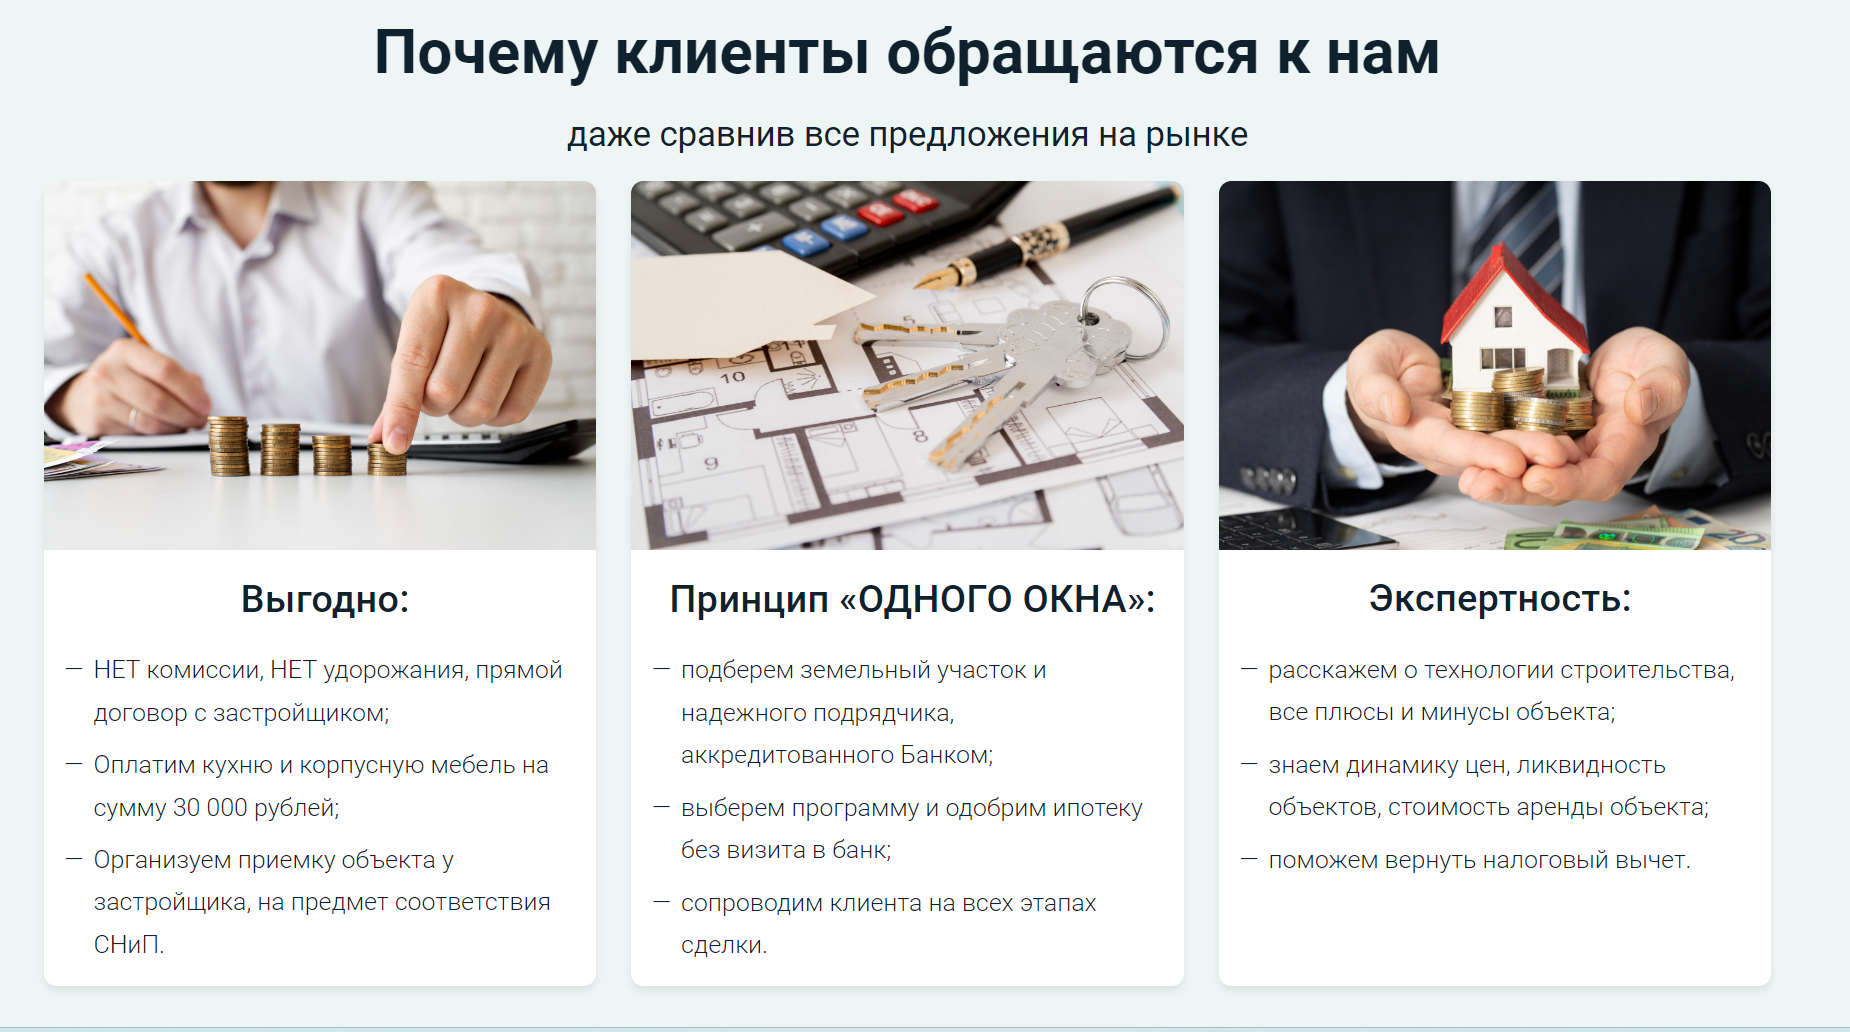 Почему клиенты обращаются к нам
даже сравнив все предложения на рынке
10
5
8
9
20
Выгодно:
— НЕТ комиссии, НЕТ удорожания, прямой
договор с застройщиком;
— Оплатим кухню и корпусную мебель на
сумму 30 000 рублей;
— Организуем приемку объекта у
застройщика, на предмет соответствия
СНиП.
Принцип «ОДНОГО ОКНА»:
— подберем земельный участок и
надежного подрядчика,
аккредитованного Банком;
— выберем программу и одобрим ипотеку
без визита в банк;
— сопроводим клиента на всех этапах
сделки.
Экспертность:
— расскажем о технологии строительства,
все плюсы и минусы объекта;
— знаем динамику цен, ликвидность
объектов, стоимость аренды объекта;
— поможем вернуть налоговый вычет.